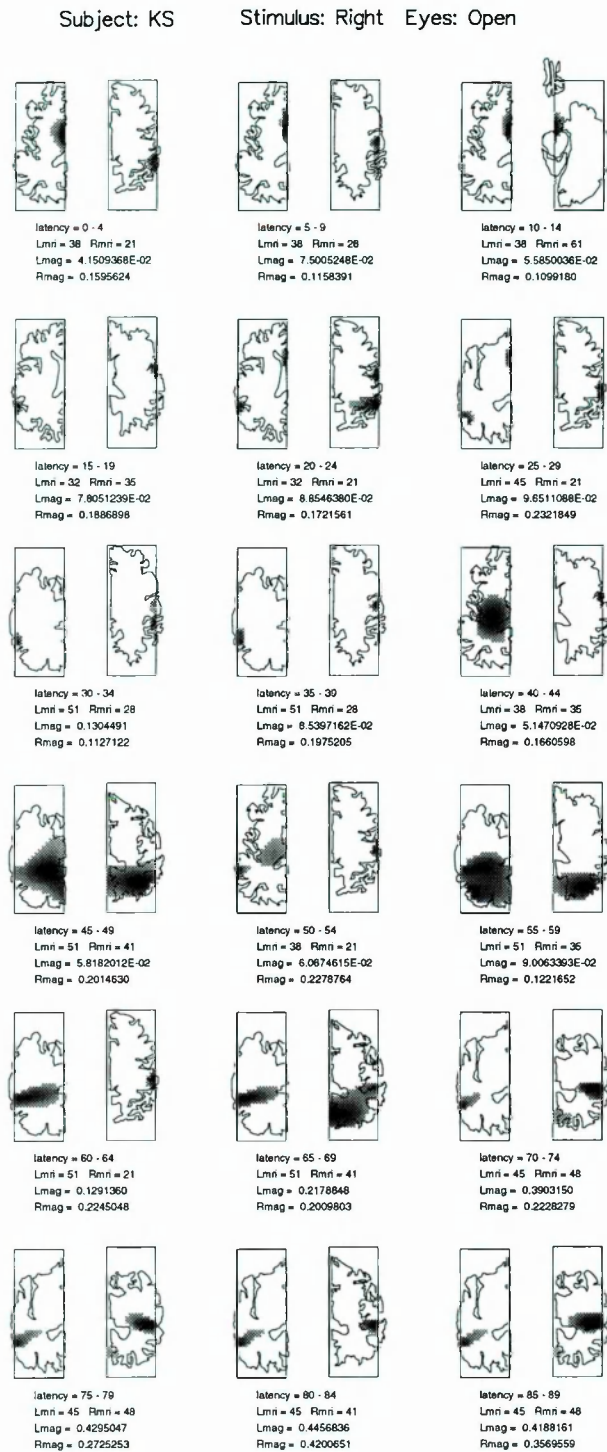 Subject: KS Stimulus: Right Eyes: Open
latency = 0 - 4
Lmri = 38 Rmri = 21
Lmag = 4.1509368E-02
Rmag = 0.1595624
latency = 5 - 9
Lmri = 38 Rmri = 28
Lmag = 7.5005248E-02
Rmag = 0.1158391
latency = 10 - 14
Lmri = 38 Rmri = 61
Lmag = 5.5850036E-02
Rmag = 0.1099180
latency = 15 - 19
Lmri = 32 Rmri = 35
Lmag = 7.8051239E-02
Rmag = 0.1886898
latency = 20 - 24
Lmri = 32 Rmri = 21
Lmag = 8.8546380E-02
Rmag = 0.1721561
latency = 25 - 29
Lmri = 45 Rmri = 21
Lmag = 9.6511088E-02
Rmag = 0.2321849
latency = 30 - 34
Lmri = 51 Rmri = 28
Lmag = 0.1304491
Rmag = 0.1127122
latency = 35 - 39
Lmri = 51 Rmri = 28
Lmag = 8.5397162E-02
Rmag = 0.1975205
latency = 40 - 44
Lmri = 38 Rmri = 35
Lmag = 5.1470928E-02
Rmag = 0.1660598
latency = 45 - 49
Lmri = 51 Rmri = 41
Lmag = 5.8182012E-02
Rmag = 0.2014630
latency = 50 - 54
Lmri = 38 Rmri = 21
Lmag = 6.0674615E-02
Rmag = 0.2278764
latency = 55 - 59
Lmri = 51 Rmri = 35
Lmag = 9.0063393E-02
Rmag = 0.1221652
latency = 60 - 64
Lmri = 51 Rmri = 21
Lmag = 0.1291360
Rmag = 0.2245048
latency = 65 - 69
Lmri = 51 Rmri = 41
Lmag = 0.2178848
Rmag = 0.2009803
latency = 70 - 74
Lmri = 45 Rmri = 48
Lmag = 0.3903150
Rmag = 0.2228279
latency = 75 - 79
Lmri = 45 Rmri = 48
Lmag = 0.4295047
Rmag = 0.2725253
latency = 80 - 84
Lmri = 45 Rmri = 41
Lmag = 0.4456836
Rmag = 0.4200651
latency = 85 - 89
Lmri = 45 Rmri = 48
Lmag = 0.4188161
Rmag = 0.3569559